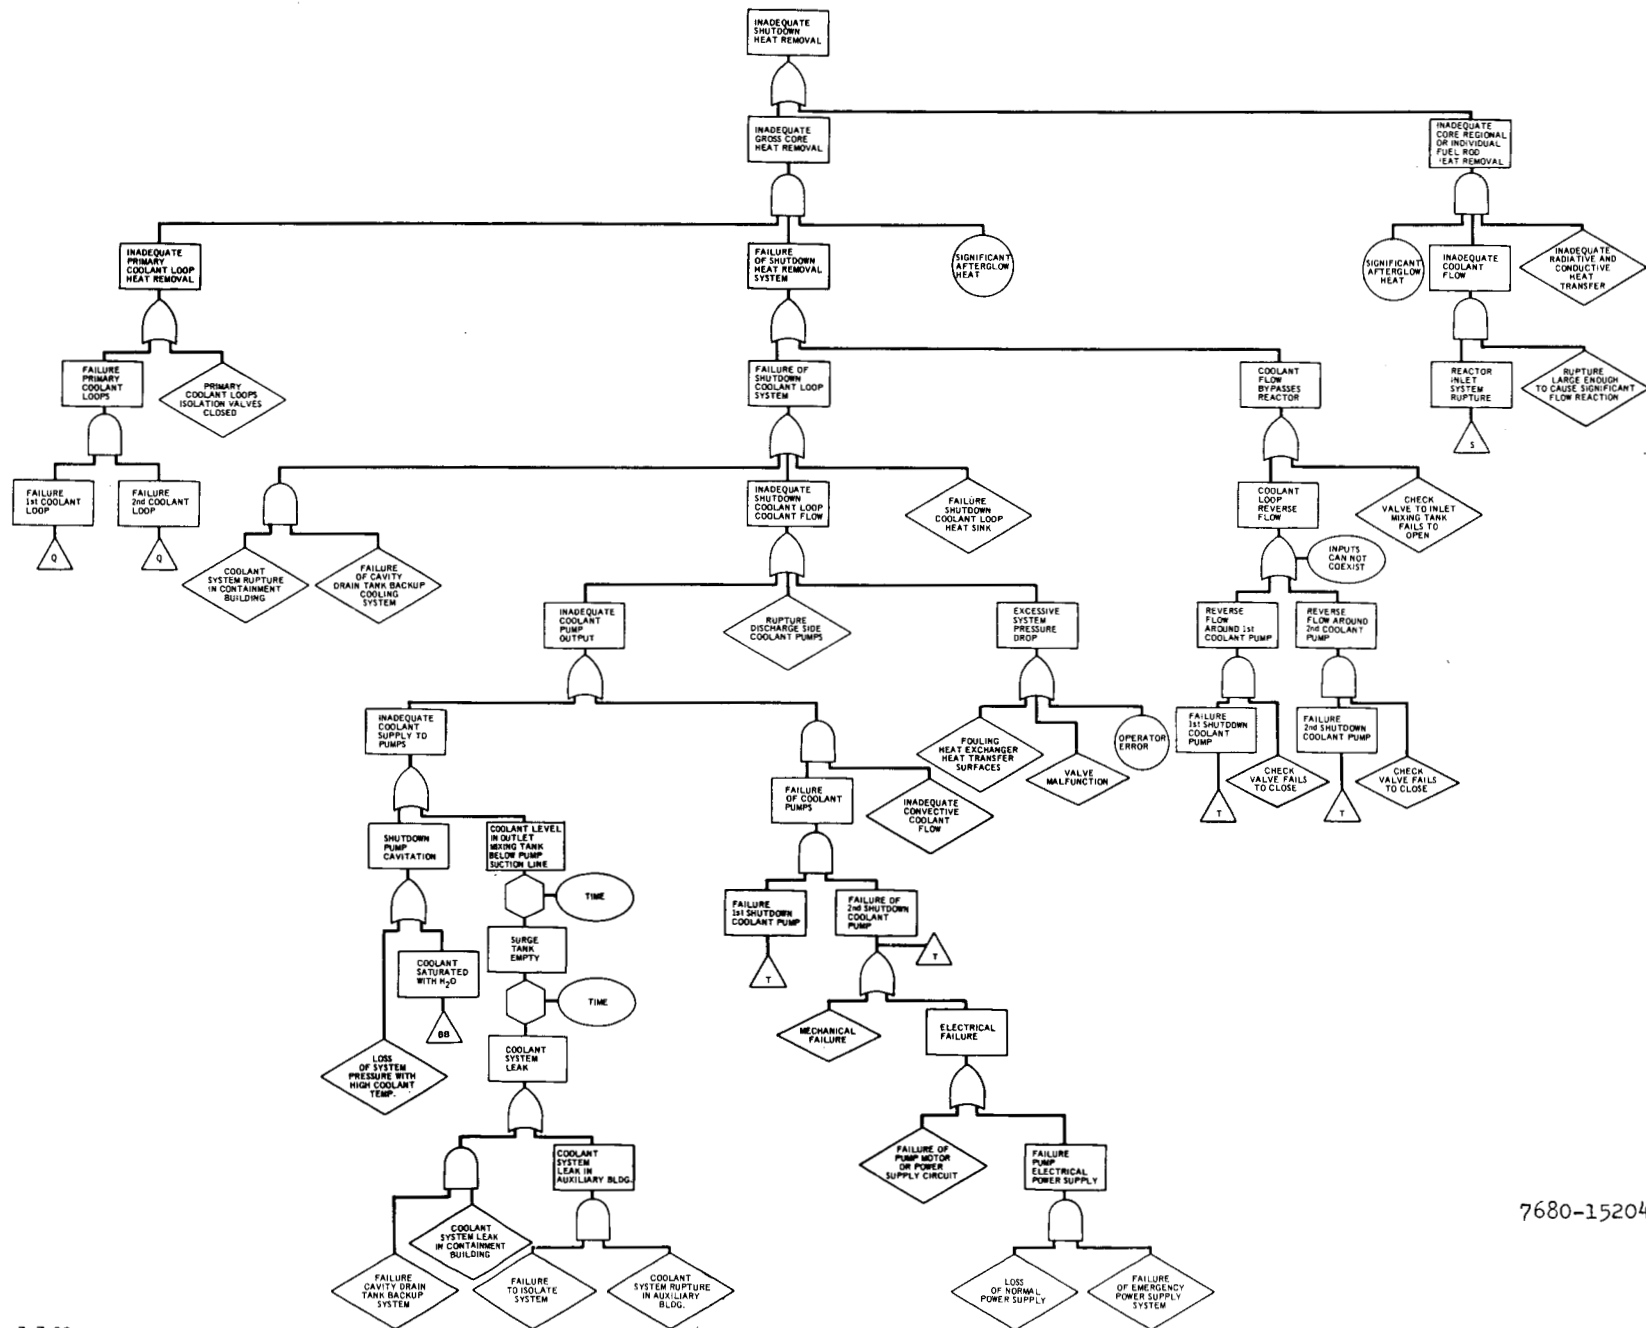 INADEQUATE
SHUTDOWN
HEAT REMOVAL
INADEQUATE
GROSS CORE
HEAT REMOVAL
INADEQUATE
CORE REGIONAL
OR INDIVIDUAL
FUEL ROD
HEAT REMOVAL
INADEQUATE
PRIMARY
COOLANT LOOP
HEAT REMOVAL
FAILURE
OF SHUTDOWN
HEAT REMOVAL
SYSTEM
SIGNIFICANT
AFTERGLOW
HEAT
SIGNIFICANT
AFTERGLOW
HEAT
INADEQUATE
COOLANT
FLOW
INADEQUATE
RADIATIVE AND
CONDUCTIVE
HEAT
TRANSFER
FAILURE
PRIMARY
COOLANT
LOOPS
PRIMARY
COOLANT LOOPS
ISOLATION VALVES
CLOSED
FAILURE OF
SHUTDOWN
COOLANT LOOP
SYSTEM
COOLANT
FLOW
BYPASSES
REACTOR
REACTOR
INLET
SYSTEM
RUPTURE
RUPTURE
LARGE ENOUGH
TO CAUSE SIGNIFICANT
FLOW REACTION
S
FAILURE
1st COOLANT
LOOP
FAILURE
2nd COOLANT
LOOP
Q
Q
INADEQUATE
SHUTDOWN
COOLANT LOOP
COOLANT FLOW
FAILURE
SHUTDOWN
COOLANT LOOP
HEAT SINK
COOLANT
LOOP
REVERSE
FLOW
CHECK
VALVE TO INLET
MIXING TANK
FAILS TO
OPEN
COOLANT
SYSTEM RUPTURE
IN CONTAINMENT
BUILDING
FAILURE
OF CAVITY
DRAIN TANK BACKUP
COOLING
SYSTEM
INPUTS
CAN NOT
COEXIST
INADEQUATE
COOLANT
PUMP
OUTPUT
RUPTURE
DISCHARGE SIDE
COOLANT PUMPS
EXCESSIVE
SYSTEM
PRESSURE
DROP
REVERSE
FLOW
AROUND 1st
COOLANT PUMP
REVERSE
FLOW AROUND
2nd COOLANT
PUMP
INADEQUATE
COOLANT
SUPPLY TO
PUMPS
FOULING
HEAT EXCHANGER
HEAT TRANSFER
SURFACES
VALVE
MALFUNCTION
OPERATOR
ERROR
FAILURE
1st SHUTDOWN
COOLANT
PUMP
CHECK
VALVE FAILS
TO CLOSE
T
FAILURE
2nd SHUTDOWN
COOLANT PUMP
CHECK
VALVE FAILS
TO CLOSE
T
FAILURE
OF COOLANT
PUMPS
INADEQUATE
CONVECTIVE
COOLANT
FLOW
SHUTDOWN
PUMP
CAVITATION
COOLANT LEVEL
IN OUTLET
MIXING TANK
BELOW PUMP
SUCTION LINE
TIME
FAILURE
1st SHUTDOWN
COOLANT PUMP
FAILURE OF
2nd SHUTDOWN
COOLANT
PUMP
T
T
SURGE
TANK
EMPTY
COOLANT
SATURATED
WITH H2O
BB
TIME
LOSS
OF SYSTEM
PRESSURE WITH
HIGH COOLANT
TEMP.
COOLANT
SYSTEM
LEAK
MECHANICAL
FAILURE
ELECTRICAL
FAILURE
COOLANT
SYSTEM
LEAK IN
AUXILIARY BLDG.
FAILURE OF
PUMP MOTOR
OR POWER
SUPPLY CIRCUIT
FAILURE
PUMP
ELECTRICAL
POWER SUPPLY
COOLANT
SYSTEM LEAK
IN CONTAINMENT
BUILDING
FAILURE
CAVITY DRAIN
TANK BACKUP
SYSTEM
FAILURE
TO ISOLATE
SYSTEM
COOLANT
SYSTEM RUPTURE
IN AUXILIARY
BLDG.
LOSS
OF NORMAL
POWER SUPPLY
FAILURE
OF EMERGENCY
POWER SUPPLY
SYSTEM
7680-15204